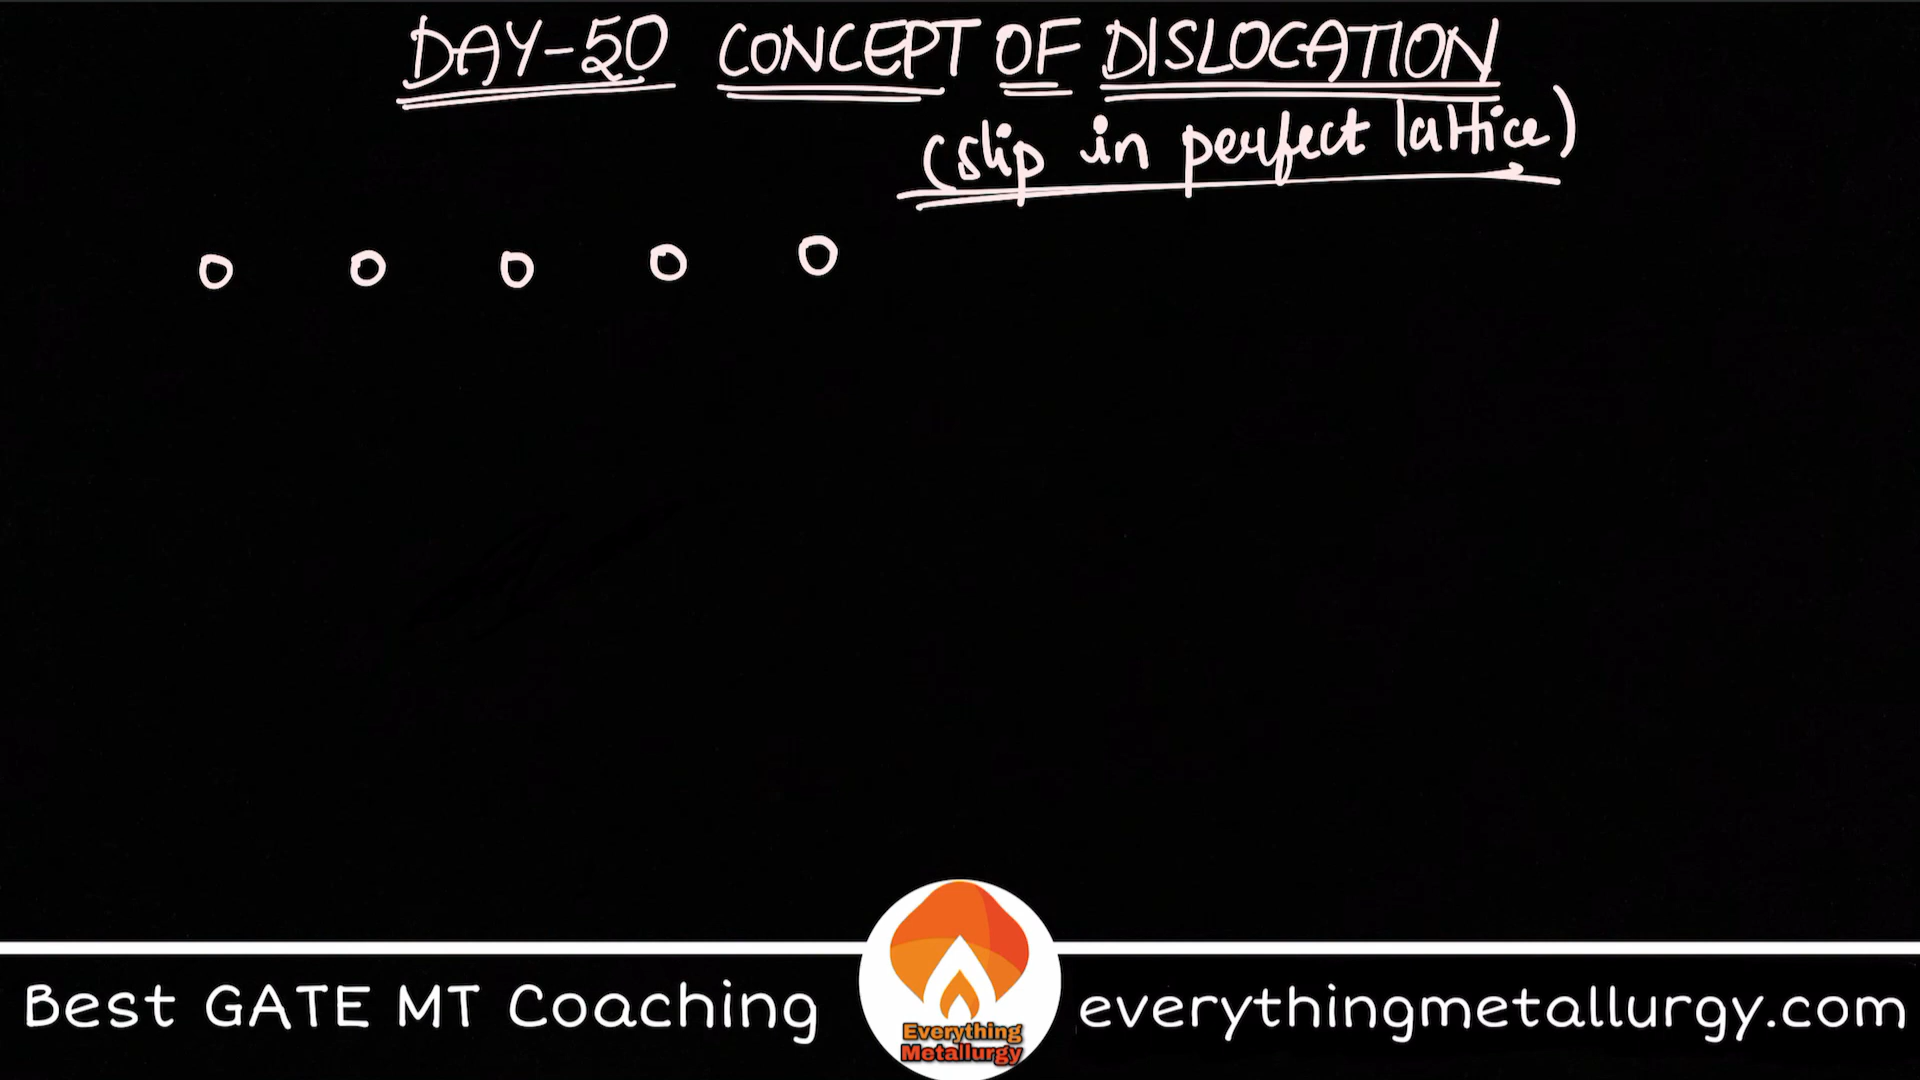 DAY-50 CONCEPT OF DISLOCATION
(slip in perfect lattice)
Best GATE MT Coaching
Everything
Metallurgy
everythingmetallurgy.com